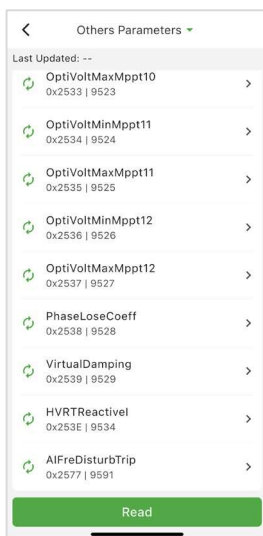 Others Parameters
Last Updated: --
OptiVoltMaxMppt10
0x2533 | 9523
OptiVoltMinMppt11
0x2534 | 9524
OptiVoltMaxMppt11
0x2535 | 9525
OptiVoltMinMppt12
0x2536 | 9526
OptiVoltMaxMppt12
0x2537 | 9527
PhaseLoseCoeff
0x2538 | 9528
VirtualDamping
0x2539 | 9529
HVRTReactiveI
0x253E | 9534
AIFreDisturbTrip
0x2577 | 9591
Read